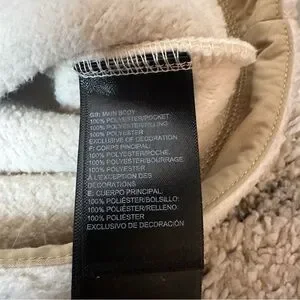 MAIN BODY:
100% POLYESTER/POCKET
100% POLYESTER/FILLING
100% POLYESTER
EXCLUSIVE OF DECORATION
F: CORPS PRINCIPAL:
100% POLYESTER/POCHE:
100% POLYESTER/BOURRAGE
100% POLYESTER
À L'EXCEPTION DES
DÉCORATIONS
E: CUERPO PRINCIPAL:
100% POLIÉSTER/BOLSILLO:
100% POLIÉSTER/RELLENO:
100% POLIÉSTER
EXCLUSIVO DE DECORACIÓN